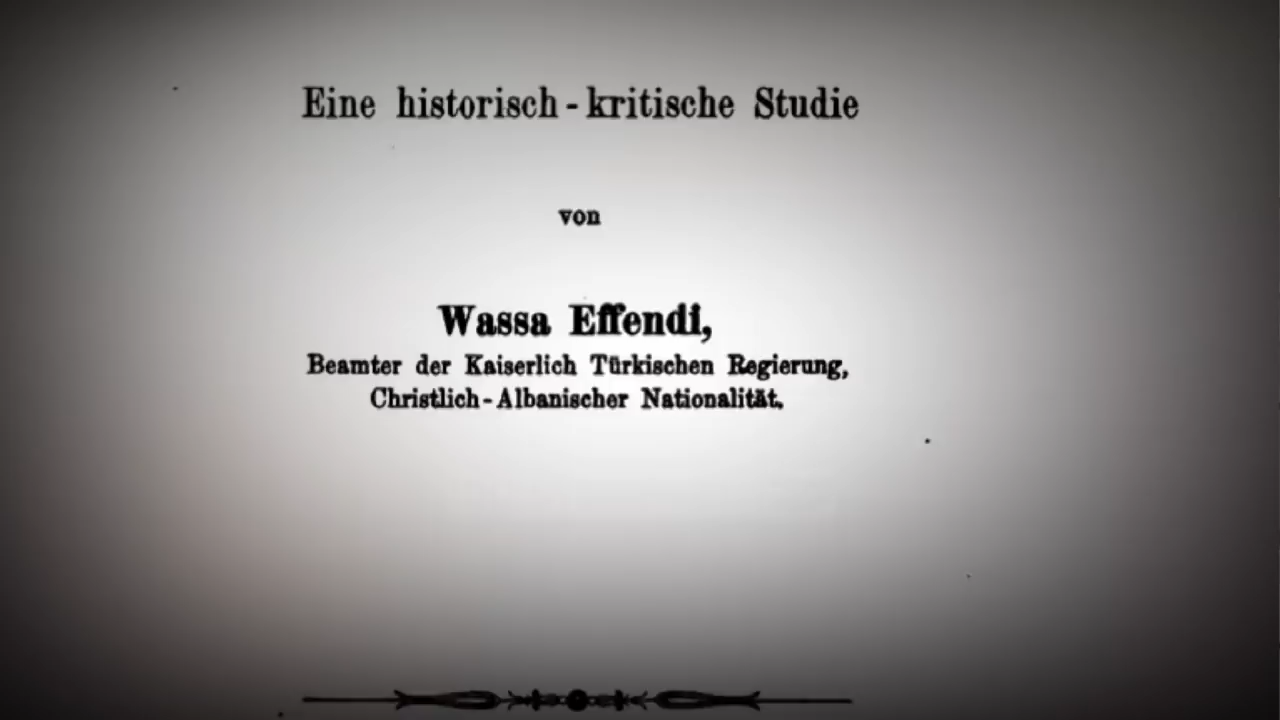 Eine historisch-kritische Studie
von
Wassa Effendi,
Beamter der Kaiserlich Türkischen Regierung,
Christlich-Albanischer Nationalität.